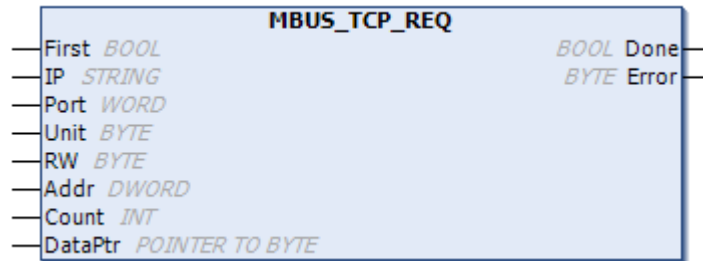 MBUS_TCP_REQ
First BOOL BOOL Done
IP STRING BYTE Error
Port WORD
Unit BYTE
RW BYTE
Addr DWORD
Count INT
DataPtr POINTER TO BYTE